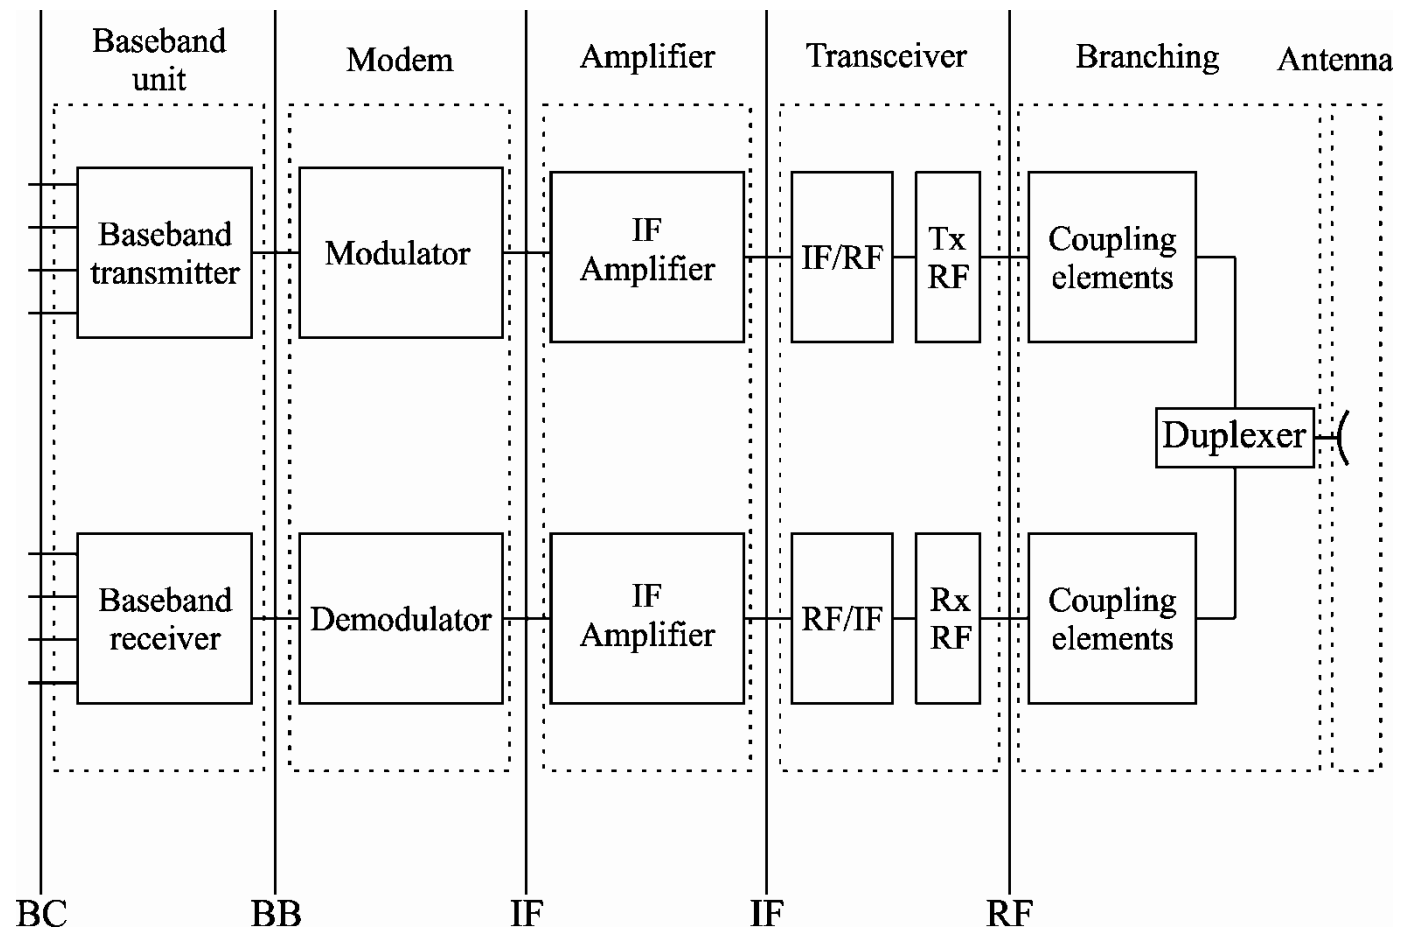 Baseband
unit
Modem
Amplifier
Transceiver
Branching
Antenna
Baseband
transmitter
Modulator
IF
Amplifier
IF/RF
Tx
RF
Coupling
elements
Duplexer
Baseband
receiver
Demodulator
IF
Amplifier
RF/IF
Rx
RF
Coupling
elements
BC
BB
IF
IF
RF